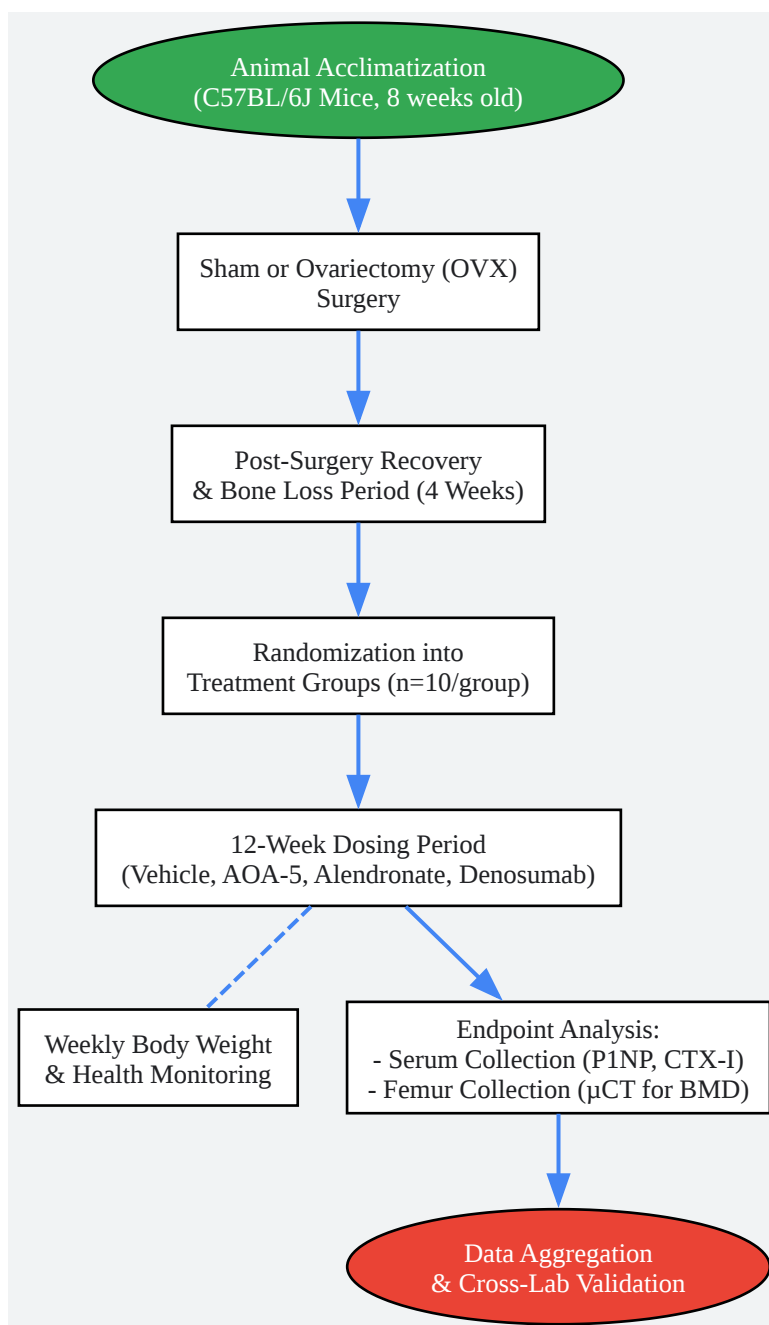 Animal Acclimatization
(C57BL/6J Mice, 8 weeks old)
Sham or Ovariectomy (OVX)
Surgery
Post-Surgery Recovery
& Bone Loss Period (4 Weeks)
Randomization into
Treatment Groups (n=10/group)
12-Week Dosing Period
(Vehicle, AOA-5, Alendronate, Denosumab)
Weekly Body Weight
& Health Monitoring
Endpoint Analysis:
- Serum Collection (P1NP, CTX-I)
- Femur Collection (µCT for BMD)
Data Aggregation
& Cross-Lab Validation